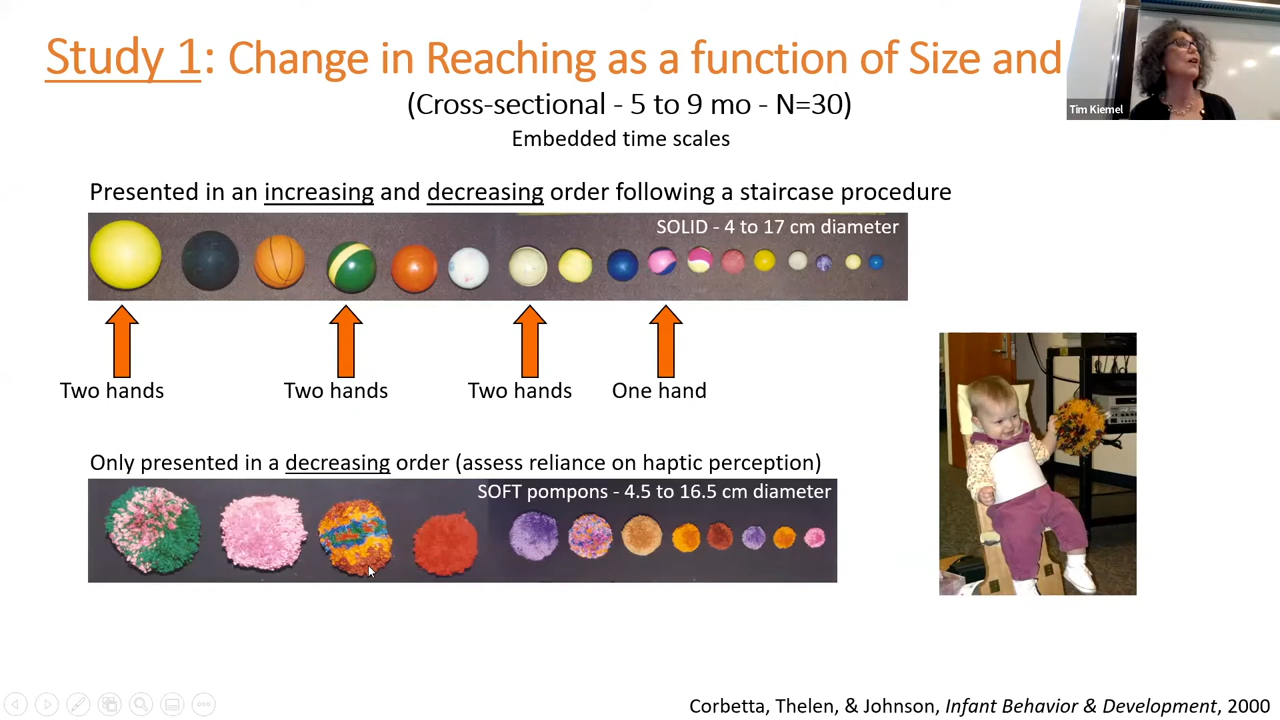 Study 1: Change in Reaching as a function of Size and
Tim Kiemel
(Cross-sectional - 5 to 9 mo - N=30)
Embedded time scales
Presented in an increasing and decreasing order following a staircase procedure
SOLID - 4 to 17 cm diameter
Two hands
Two hands
Two hands
One hand
Only presented in a decreasing order (assess reliance on haptic perception)
SOFT pompons - 4.5 to 16.5 cm diameter
Corbetta, Thelen, & Johnson, Infant Behavior & Development, 2000